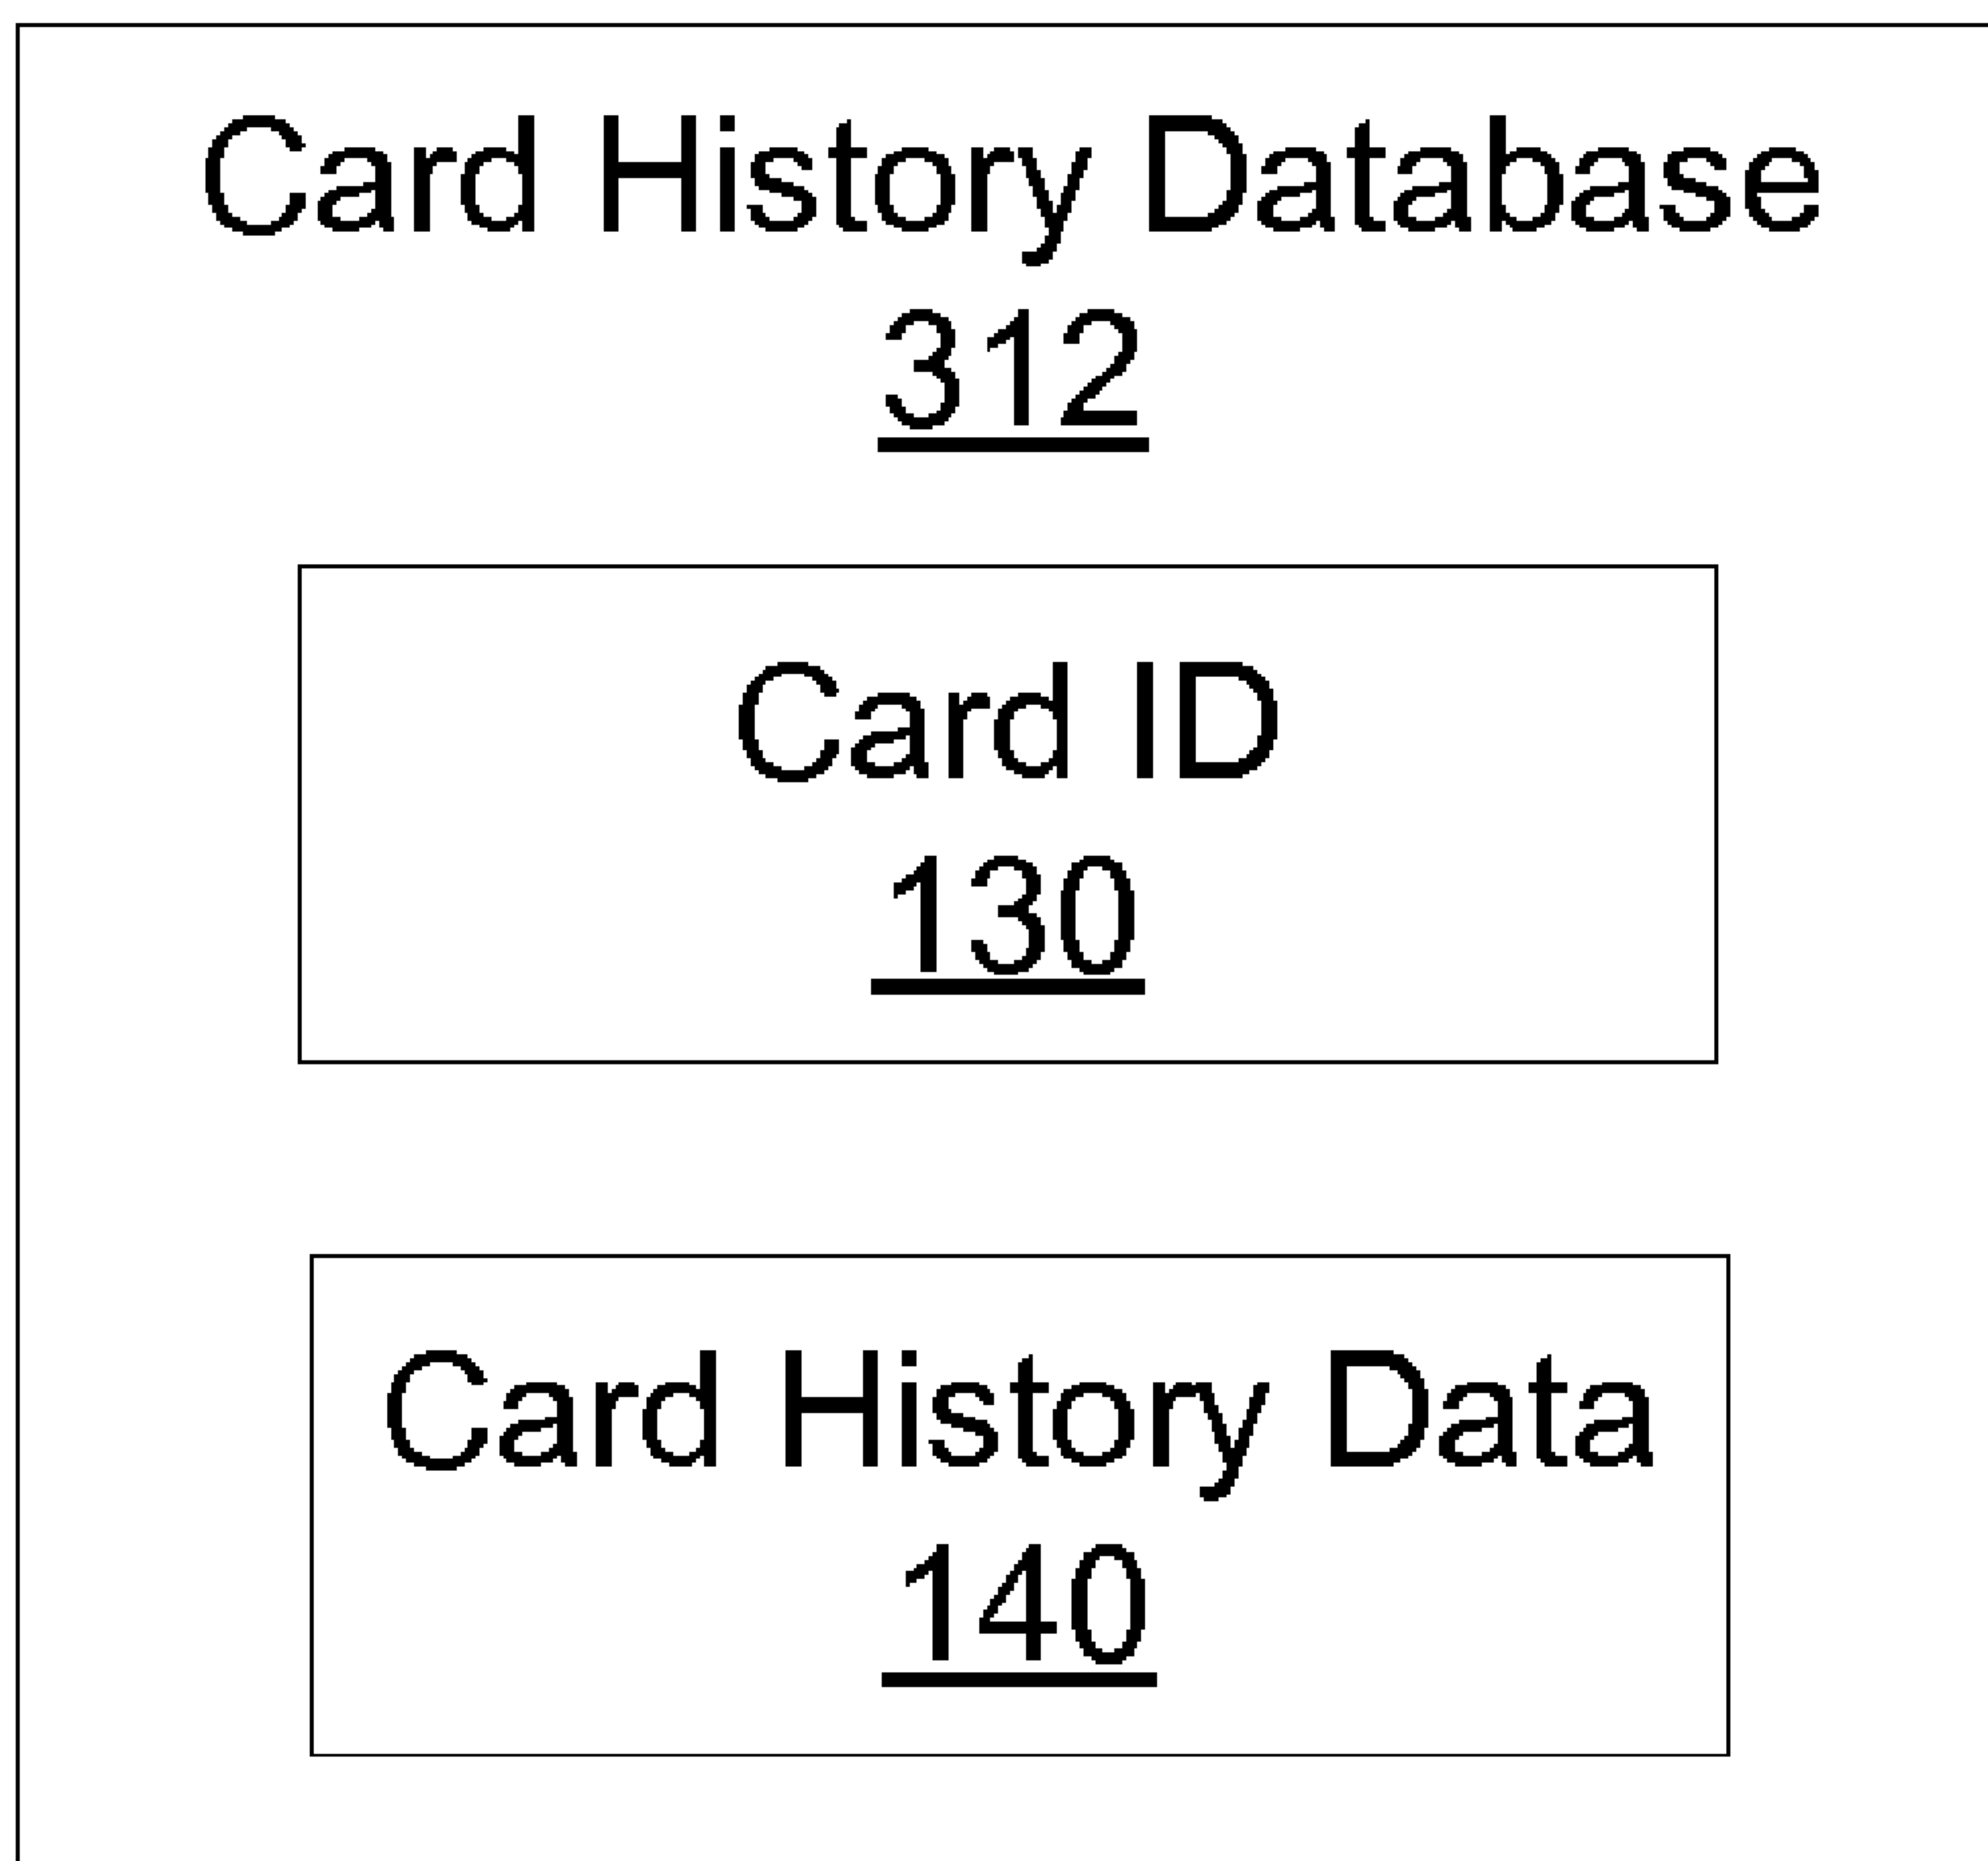 Card History Database
312
Card ID
130
Card History Data
140